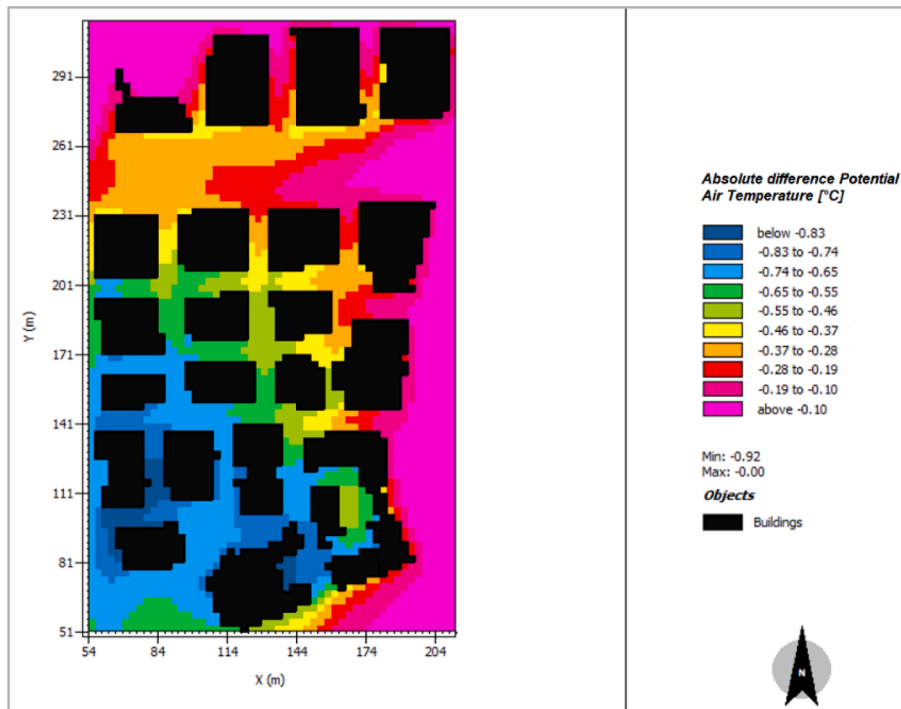 291
261
231
201
171
141
111
81
51
Y (m)
54 84 114 144 174 204
X (m)
Absolute difference Potential
Air Temperature [°C]
below -0.83
-0.83 to -0.74
-0.74 to -0.65
-0.65 to -0.55
-0.55 to -0.46
-0.46 to -0.37
-0.37 to -0.28
-0.28 to -0.19
-0.19 to -0.10
above -0.10
Min: -0.92
Max: -0.00
Objects
Buildings
N